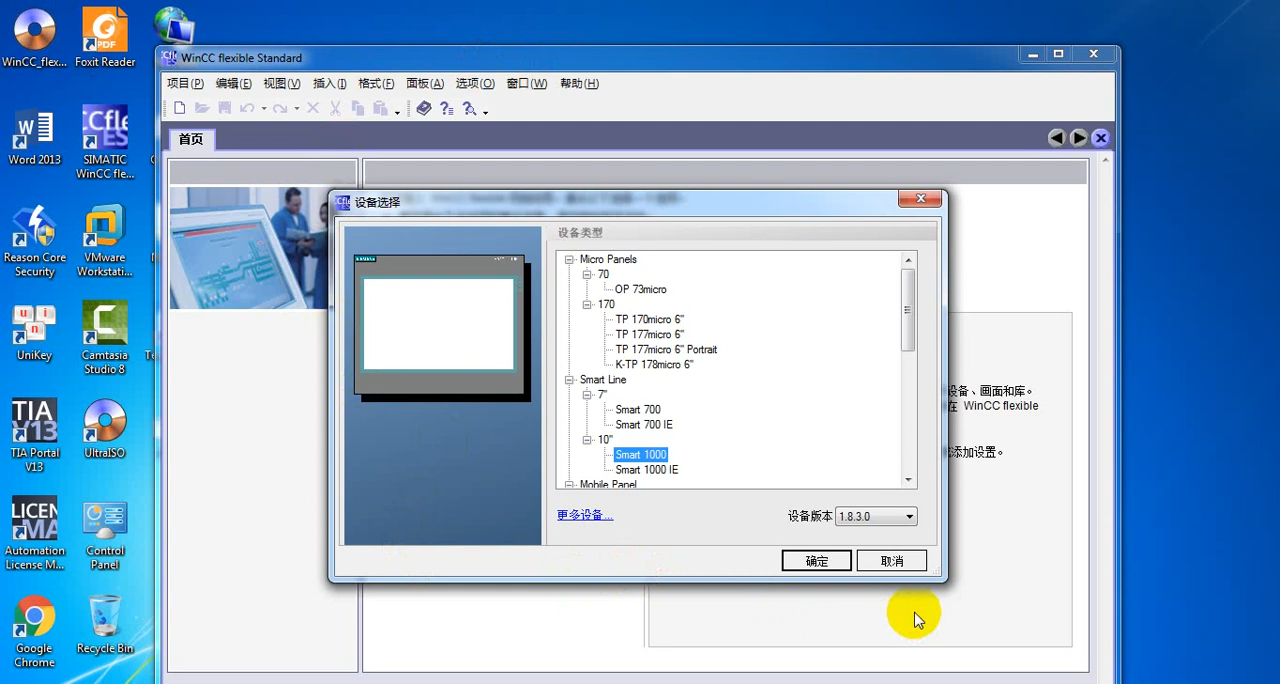 WinCC_flex...
Foxit Reader
Word 2013
SIMATIC
WinCC fle...
Reason Core
Security
VMware
Workstati...
UniKey
Camtasia
Studio 8
TIA Portal
V13
UltraISO
Automation
License M...
Control
Panel
Google
Chrome
Recycle Bin
PDF
CCfle
ES
u i
n
TIA
V13
LICEN
MA
WinCC flexible Standard
项目(P) 编辑(E) 视图(V) 插入(I) 格式(F) 面板(A) 选项(O) 窗口(W) 帮助(H)
首页
设备选择
设备类型
Micro Panels
70
OP 73micro
170
TP 170micro 6"
TP 177micro 6"
TP 177micro 6" Portrait
K-TP 178micro 6"
Smart Line
7"
Smart 700
Smart 700 IE
10"
Smart 1000
Smart 1000 IE
Mobile Panel
更多设备...
设备版本 1.8.3.0
确定 取消
设备、画面和库。
在 WinCC flexible
添加设置。